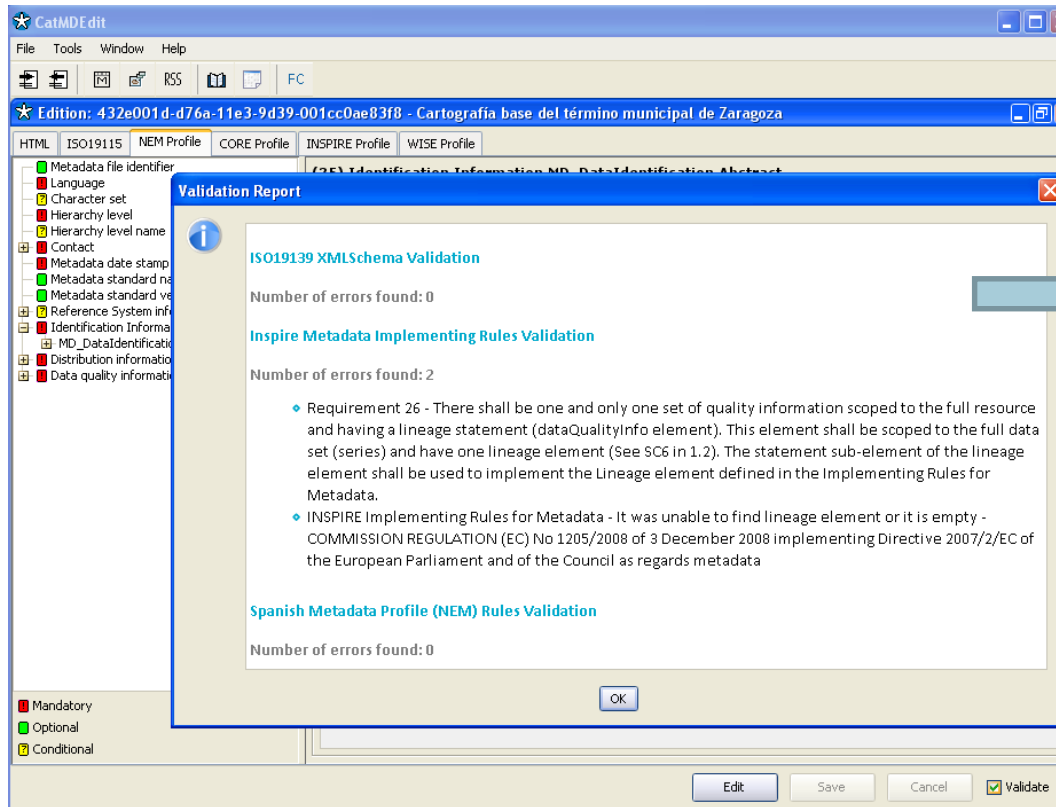 CatMDEdit
File Tools Window Help
RSS FC
Edition: 432e001d-d76a-11e3-9d39-001cc0ae83f8 - Cartografía base del término municipal de Zaragoza
HTML ISO19115 NEM Profile CORE Profile INSPIRE Profile WISE Profile
Metadata file identifier
(25) Identification Information MD_DataIdentification Abstract
Language
Character set
Hierarchy level
Hierarchy level name
Contact
Metadata date stamp
Metadata standard na
Metadata standard ve
Reference System inf
Identification Informa
MD_DataIdentificatio
Distribution informatio
Data quality informati
Mandatory
Optional
Conditional
Validation Report
ISO19139 XMLSchema Validation
Number of errors found: 0
Inspire Metadata Implementing Rules Validation
Number of errors found: 2
Requirement 26 - There shall be one and only one set of quality information scoped to the full resource
and having a lineage statement (dataQualityInfo element). This element shall be scoped to the full data
set (series) and have one lineage element (See SC6 in 1.2). The statement sub-element of the lineage
element shall be used to implement the Lineage element defined in the Implementing Rules for
Metadata.
INSPIRE Implementing Rules for Metadata - It was unable to find lineage element or it is empty -
COMMISSION REGULATION (EC) No 1205/2008 of 3 December 2008 implementing Directive 2007/2/EC of
the European Parliament and of the Council as regards metadata
Spanish Metadata Profile (NEM) Rules Validation
Number of errors found: 0
OK
Edit Save Cancel Validate